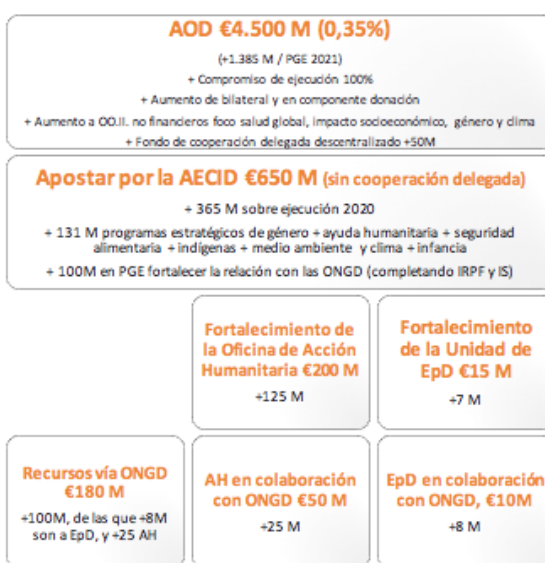 AOD €4.500 M (0,35%)
(+1.385 M / PGE 2021)
+ Compromiso de ejecución 100%
+ Aumento de bilateral y en componente donación
+ Aumento a OO.II. no financieros foco salud global, impacto socioeconómico, género y clima
+ Fondo de cooperación delegada descentralizado +50M
Apostar por la AECID €650 M (sin cooperación delegada)
+ 365 M sobre ejecución 2020
+ 131 M programas estratégicos de género + ayuda humanitaria + seguridad
alimentaria + indígenas + medio ambiente y clima + infancia
+ 100M en PGE fortalecer la relación con las ONGD (completando IRPF y IS)
Fortalecimiento de
la Oficina de Acción
Humanitaria €200 M
+125 M
Fortalecimiento
de la Unidad de
EpD €15 M
+7 M
Recursos vía ONGD
€180 M
+100M, de las que +8M
son a EpD, y +25 AH
AH en colaboración
con ONGD €50 M
+25 M
EpD en colaboración
con ONGD, €10M
+8 M